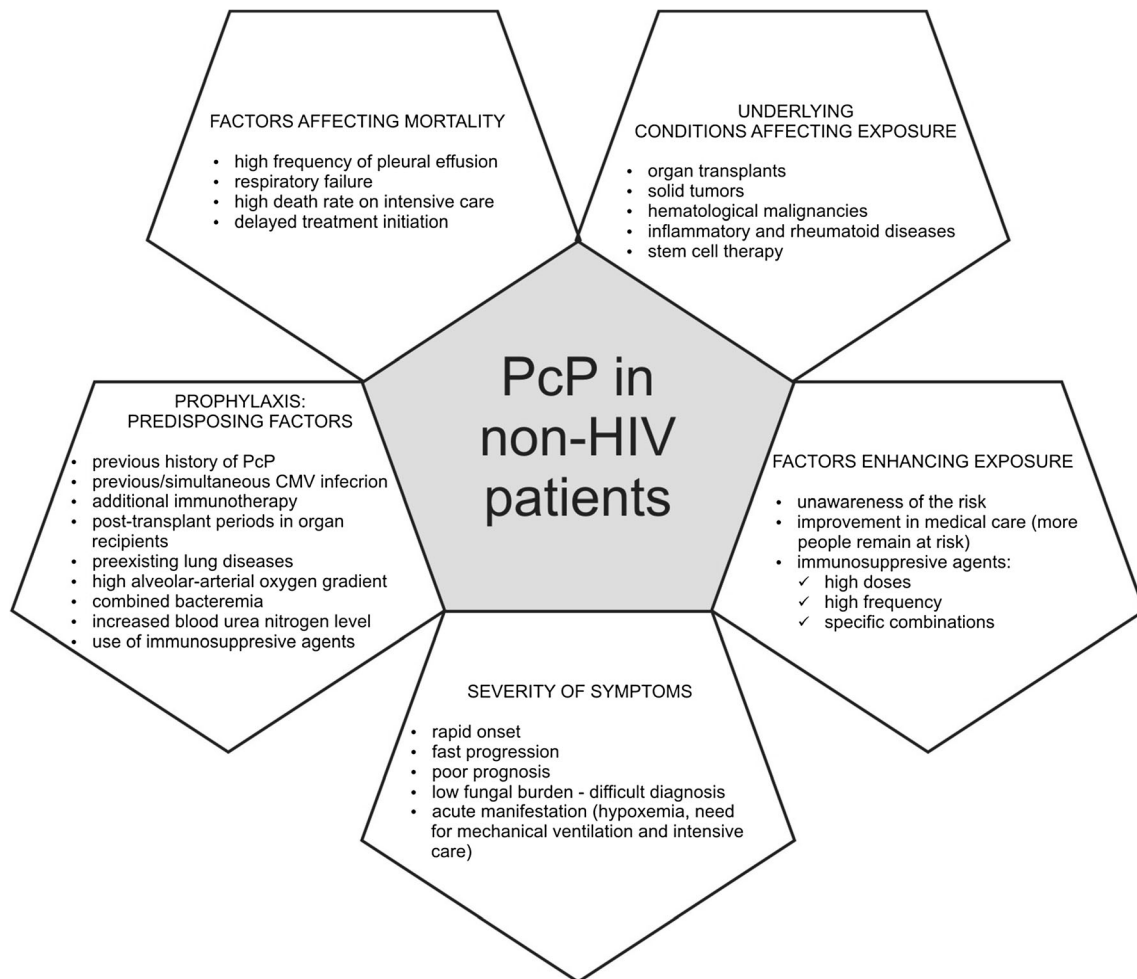 FACTORS AFFECTING MORTALITY
• high frequency of pleural effusion
• respiratory failure
• high death rate on intensive care
• delayed treatment initiation
UNDERLYING
CONDITIONS AFFECTING EXPOSURE
• organ transplants
• solid tumors
• hematological malignancies
• inflammatory and rheumatoid diseases
• stem cell therapy
PcP in
non-HIV
patients
PROPHYLAXIS:
PREDISPOSING FACTORS
• previous history of PcP
• previous/simultaneous CMV infecrion
• additional immunotherapy
• post-transplant periods in organ
recipients
• preexisting lung diseases
• high alveolar-arterial oxygen gradient
• combined bacteremia
• increased blood urea nitrogen level
• use of immunosuppresive agents
FACTORS ENHANCING EXPOSURE
• unawareness of the risk
• improvement in medical care (more
people remain at risk)
• immunosuppresive agents:
✓ high doses
✓ high frequency
✓ specific combinations
SEVERITY OF SYMPTOMS
• rapid onset
• fast progression
• poor prognosis
• low fungal burden - difficult diagnosis
• acute manifestation (hypoxemia, need
for mechanical ventilation and intensive
care)